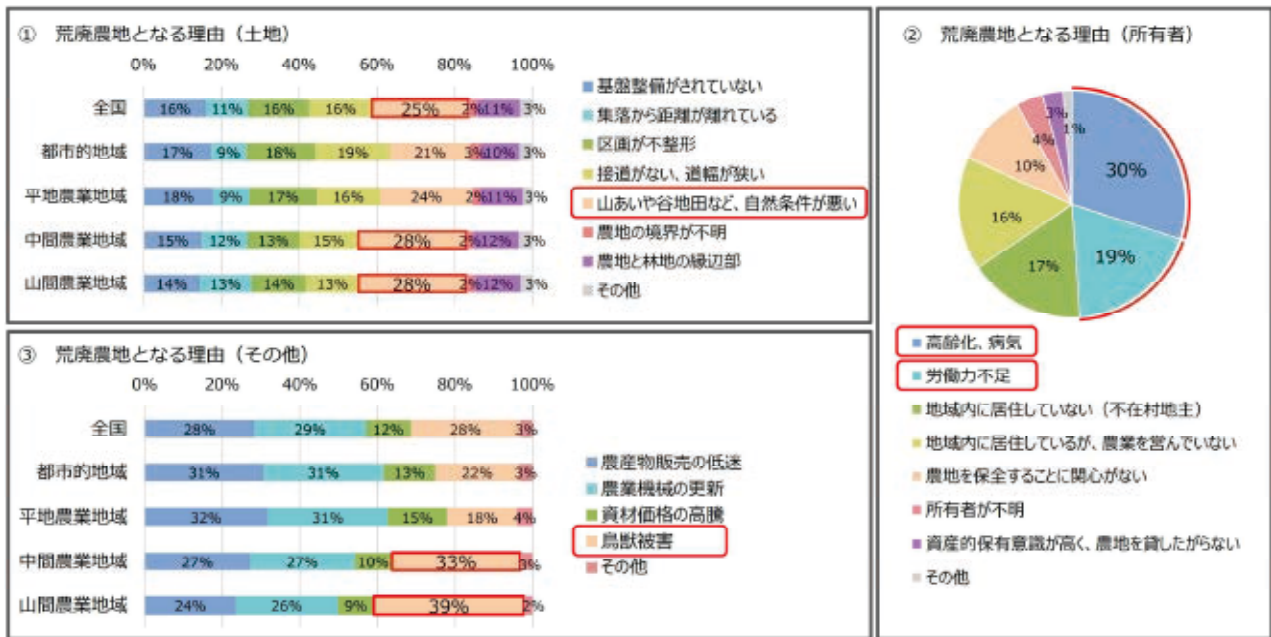 ① 荒廃農地となる理由（土地）
0% 20% 40% 60% 80% 100%
全国 16% 11% 16% 16% 25% 2% 11% 3%
都市的地域 17% 9% 18% 19% 21% 3% 10% 3%
平地農業地域 18% 9% 17% 16% 24% 2% 11% 3%
中間農業地域 15% 12% 13% 15% 28% 2% 12% 3%
山間農業地域 14% 13% 14% 13% 28% 2% 12% 3%
基盤整備がされていない
集落から距離が離れている
区画が不整形
接道がない、道幅が狭い
山あいや谷地田など、自然条件が悪い
農地の境界が不明
農地と林地の縁辺部
その他
② 荒廃農地となる理由（所有者）
30%
19%
17%
16%
10%
4%
3%
1%
高齢化、病気
労働力不足
地域内に居住していない（不在村地主）
地域内に居住しているが、農業を営んでいない
農地を保全することに関心がない
所有者が不明
資産的保有意識が高く、農地を貸したがらない
その他
③ 荒廃農地となる理由（その他）
0% 20% 40% 60% 80% 100%
全国 28% 29% 12% 28% 3%
都市的地域 31% 31% 13% 22% 3%
平地農業地域 32% 31% 15% 18% 4%
中間農業地域 27% 27% 10% 33% 3%
山間農業地域 24% 26% 9% 39% 2%
農産物販売の低迷
農業機械の更新
資材価格の高騰
鳥獣被害
その他